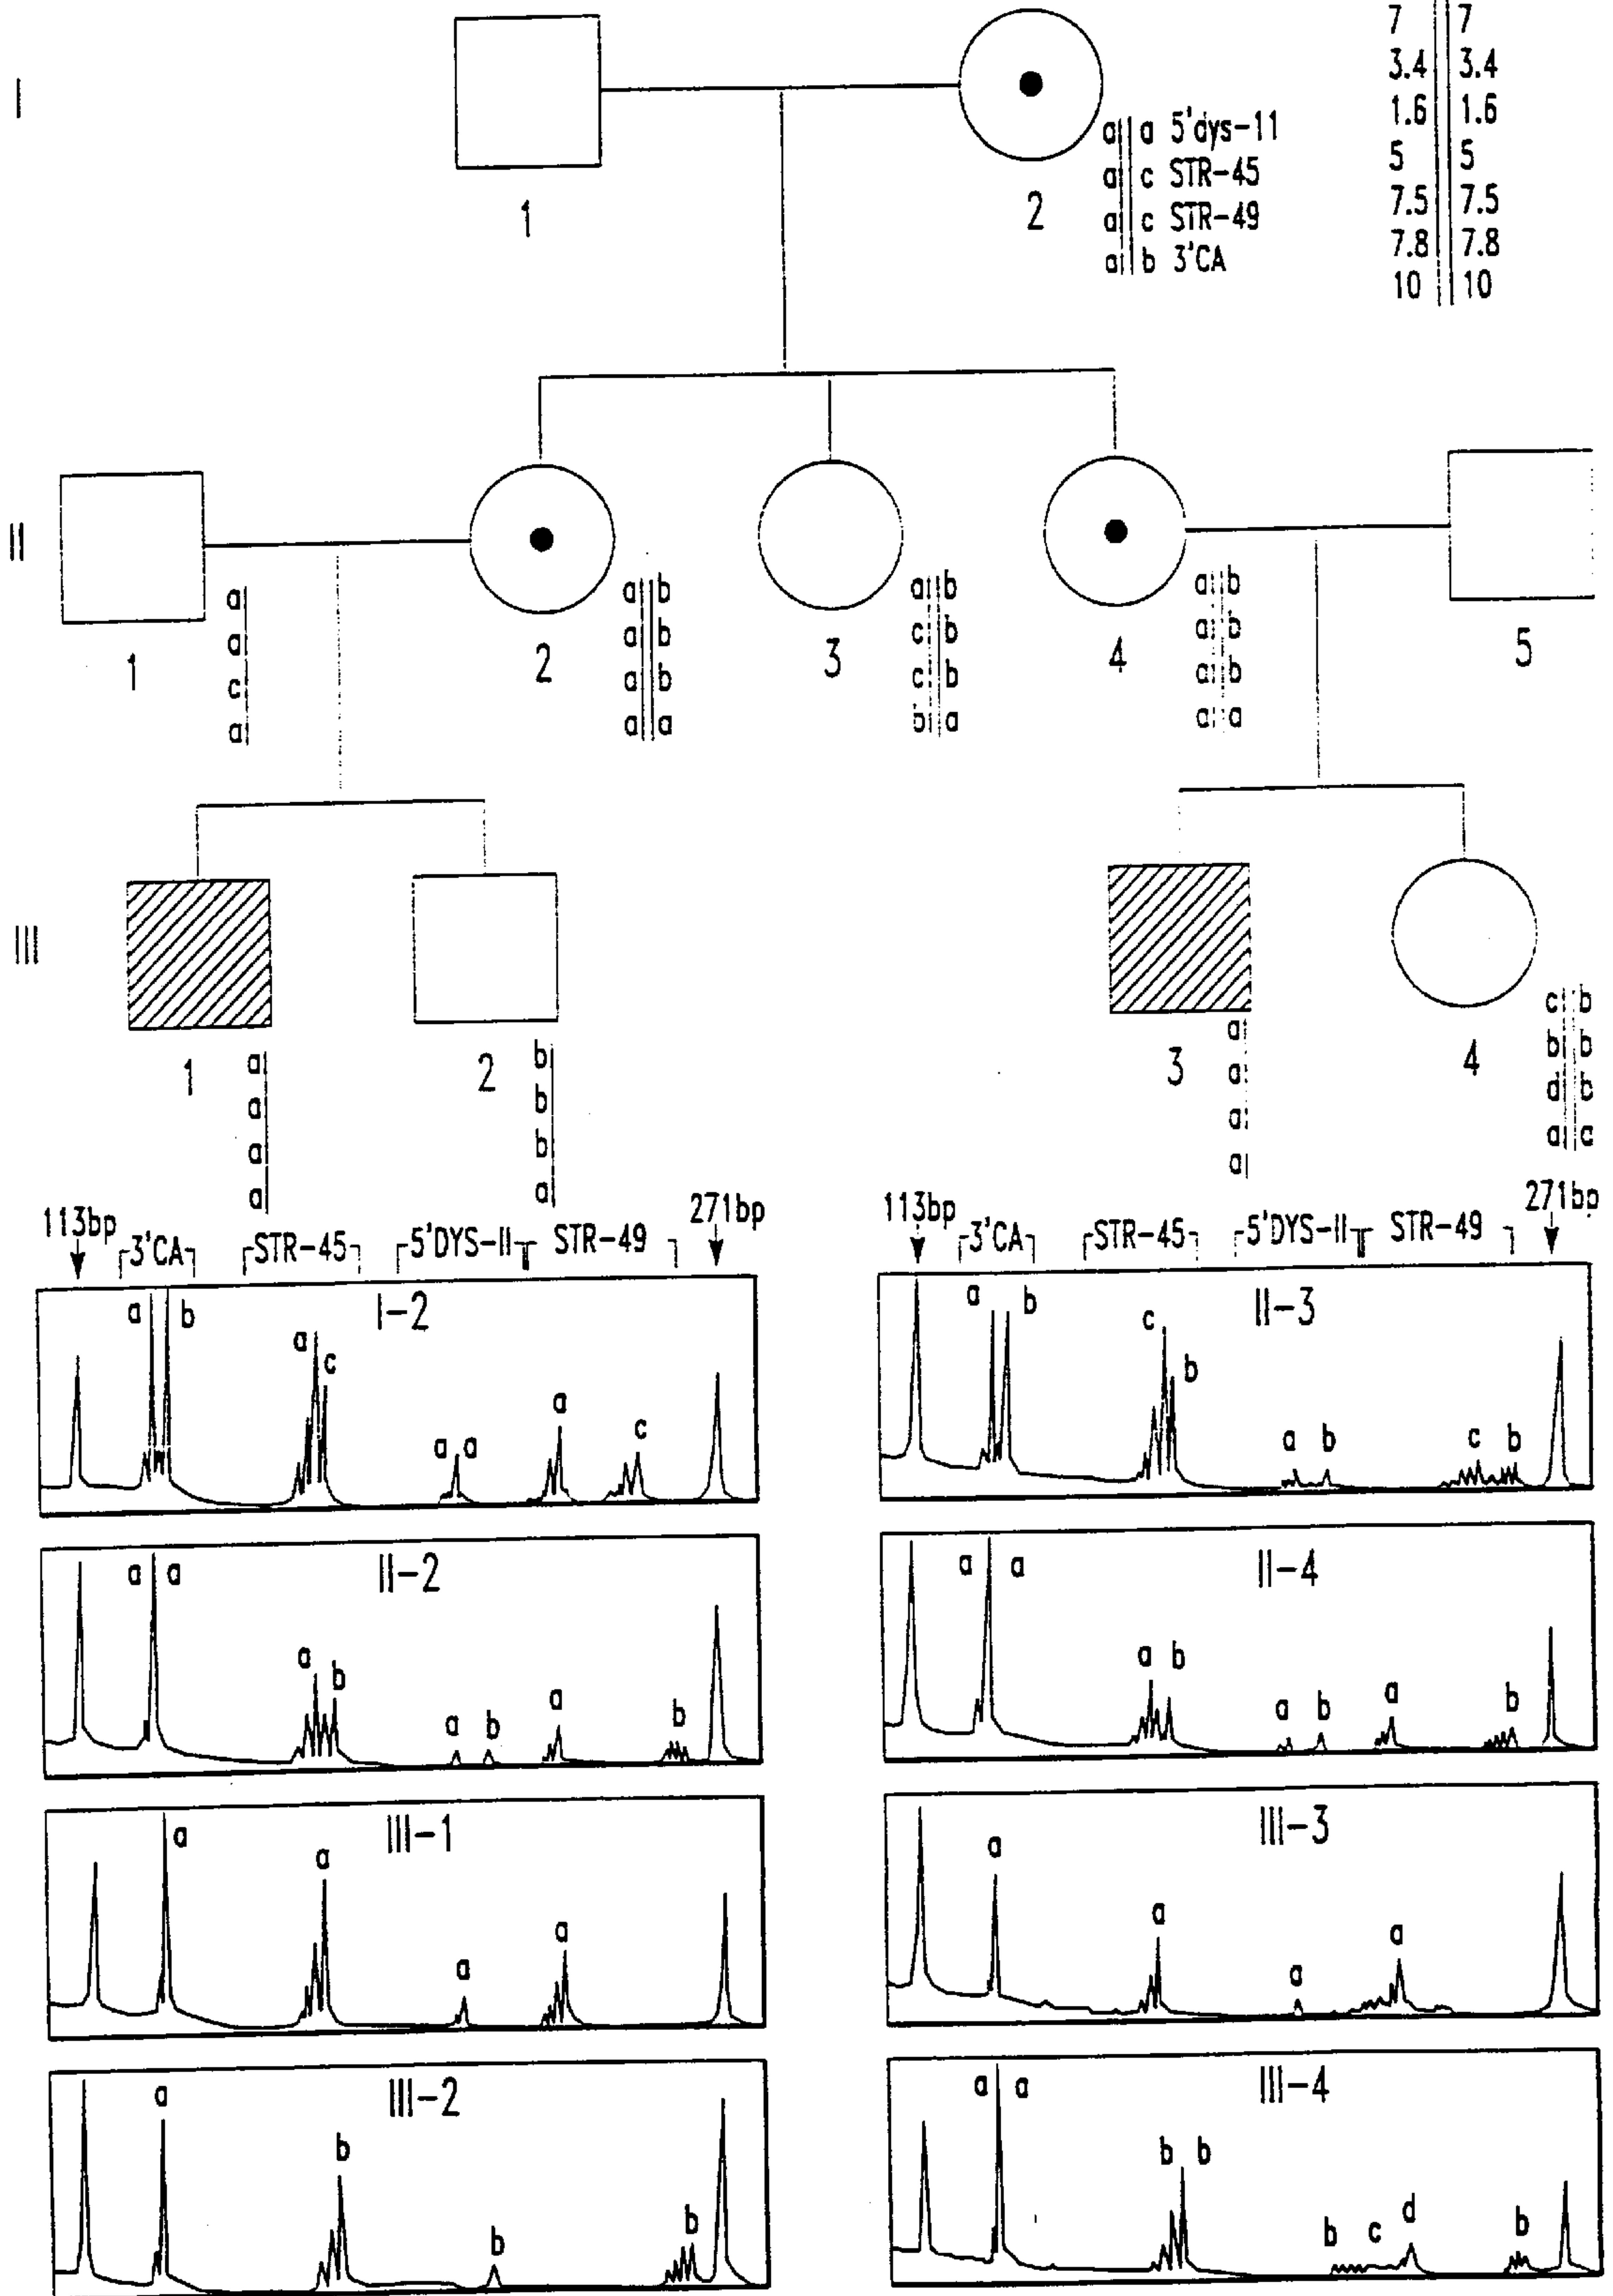 7 7
3.4 3.4
1.6 1.6
5 5
7.5 7.5
7.8 7.8
10 10
I
1
2
a a 5'dys-11
a c STR-45
a c STR-49
a b 3'CA
II
1
a
a
c
a
2
a b
a b
a b
a a
3
a b
c b
c b
b a
4
a b
a b
a b
a a
5
III
1
a
a
a
a
2
b
b
b
a
3
a
a
a
a
4
c b
b b
d b
a c
113bp 3'CA STR-45 5'DYS-II STR-49 271bp
I-2
a b a c a a a c
II-2
a a a b a b a b
III-1
a a a a
III-2
a b b b
113bp 3'CA STR-45 5'DYS-II STR-49 271bp
II-3
a b c b a b c b
II-4
a a a b a b a b
III-3
a a a a
III-4
a a b b b c d b